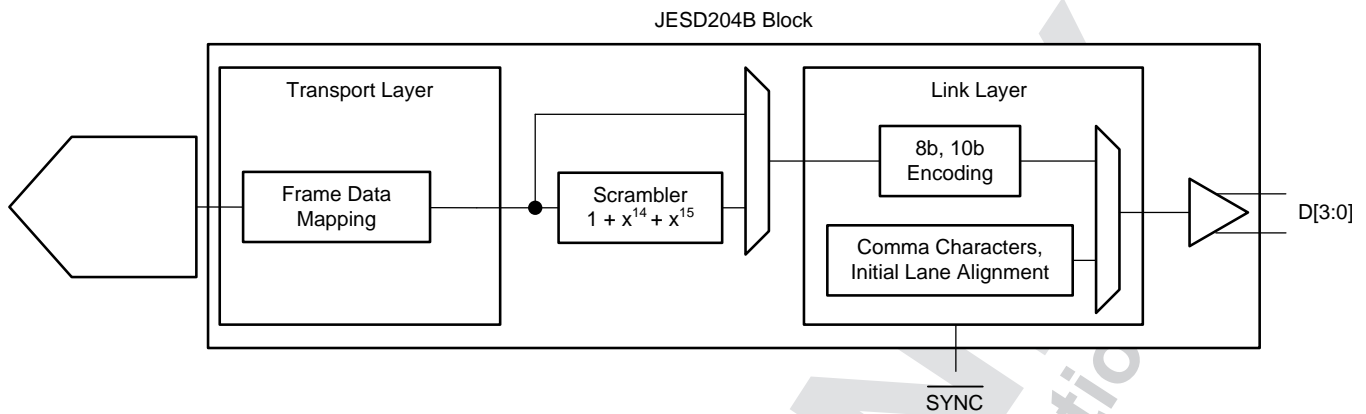 JESD204B Block
Transport Layer
Link Layer
Frame Data
Mapping
Scrambler
1 + x¹⁴ + x¹⁵
8b, 10b
Encoding
Comma Characters,
Initial Lane Alignment
D[3:0]
SYNC